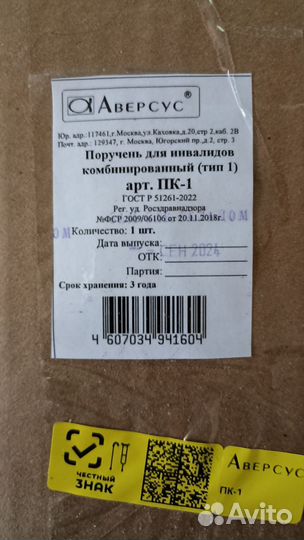 АВЕРСУС ®
Юр. адр.:117461,г.Москва,ул.Каховка,д.20,стр 2,каб. 2В
Почт. адр.: 129347, г. Москва, Югорский пр.,д.2, стр. 3
Поручень для инвалидов
комбинированный (тип 1)
арт. ПК-1
ГОСТ Р 51261-2022
Рег. уд. Росздравнадзора
№ФСР 2009/06106 от 20.11.2018г.
Количество: 1 шт.
Дата выпуска:
СЕН 2024
ОТК:
Партия:
Срок хранения: 3 года
4 607034 941604
ЧЕСТНЫЙ
ЗНАК
АВЕРСУС
ПК-1
Avito